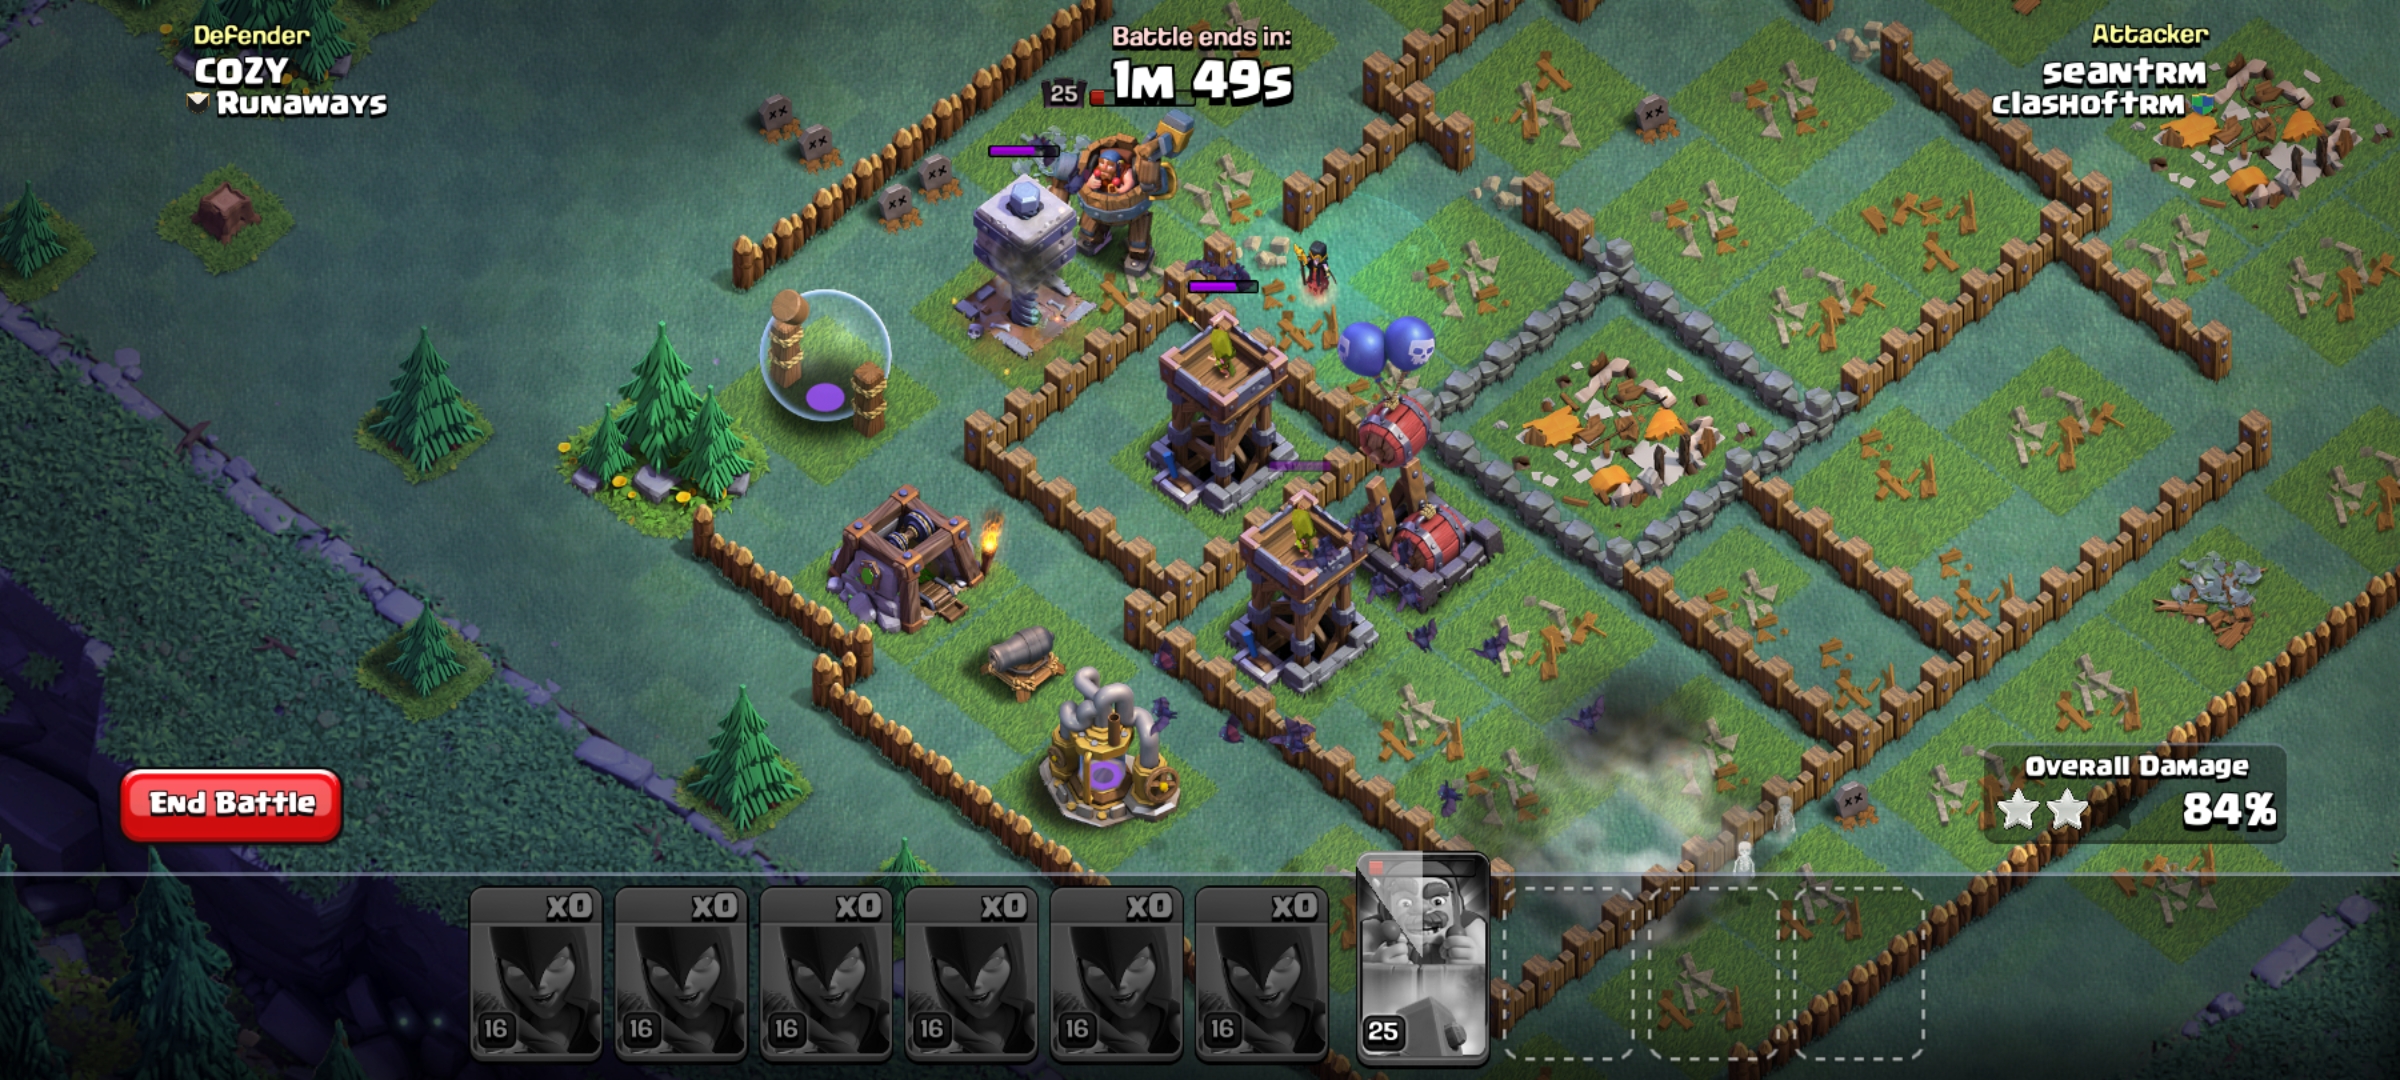 Defender
COZY
Runaways
Battle ends in:
1m 49s
25
Attacker
seantrm
clashoftrm
End Battle
Overall Damage
84%
x0
x0
x0
x0
x0
x0
16
16
16
16
16
16
25